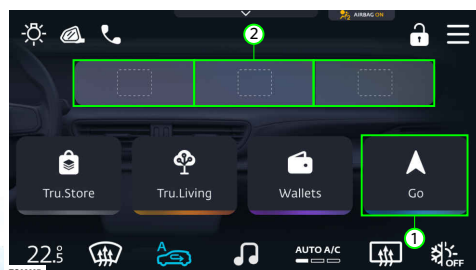 AIRBAG ON
2
Tru.Store
Tru.Living
Wallets
Go
1
22.5
A
AUTO A/C
OFF